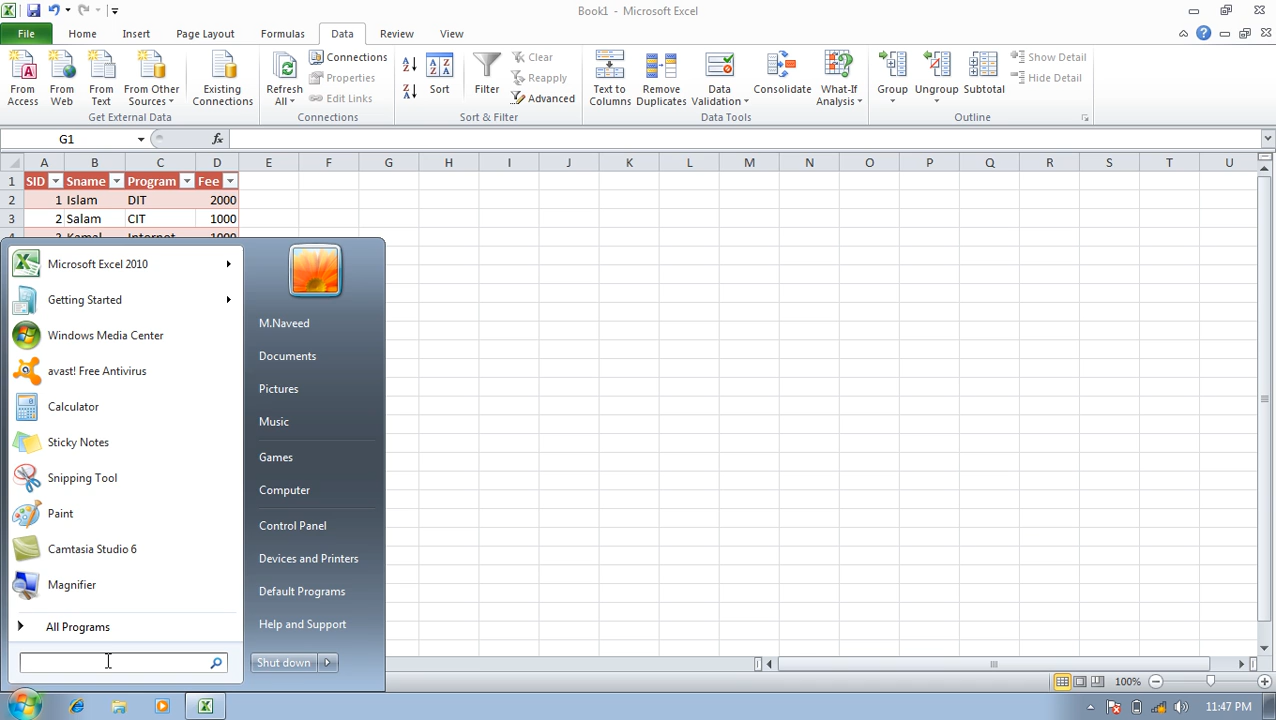 Book1 - Microsoft Excel
File Home Insert Page Layout Formulas Data Review View
From Access
From Web
From Text
From Other Sources
Existing Connections
Get External Data
Refresh All
Connections
Properties
Edit Links
Connections
Sort
Filter
Clear
Reapply
Advanced
Sort & Filter
Text to Columns
Remove Duplicates
Data Validation
Consolidate
What-If Analysis
Data Tools
Group
Ungroup
Subtotal
Show Detail
Hide Detail
Outline
G1 fx
A B C D E F G H I J K L M N O P Q R S T U
1 SID Sname Program Fee
2 1 Islam DIT 2000
3 2 Salam CIT 1000
4 3 Kamal Internet 1000
Microsoft Excel 2010
Getting Started
Windows Media Center
avast! Free Antivirus
Calculator
Sticky Notes
Snipping Tool
Paint
Camtasia Studio 6
Magnifier
All Programs
M.Naveed
Documents
Pictures
Music
Games
Computer
Control Panel
Devices and Printers
Default Programs
Help and Support
Shut down
100%
11:47 PM